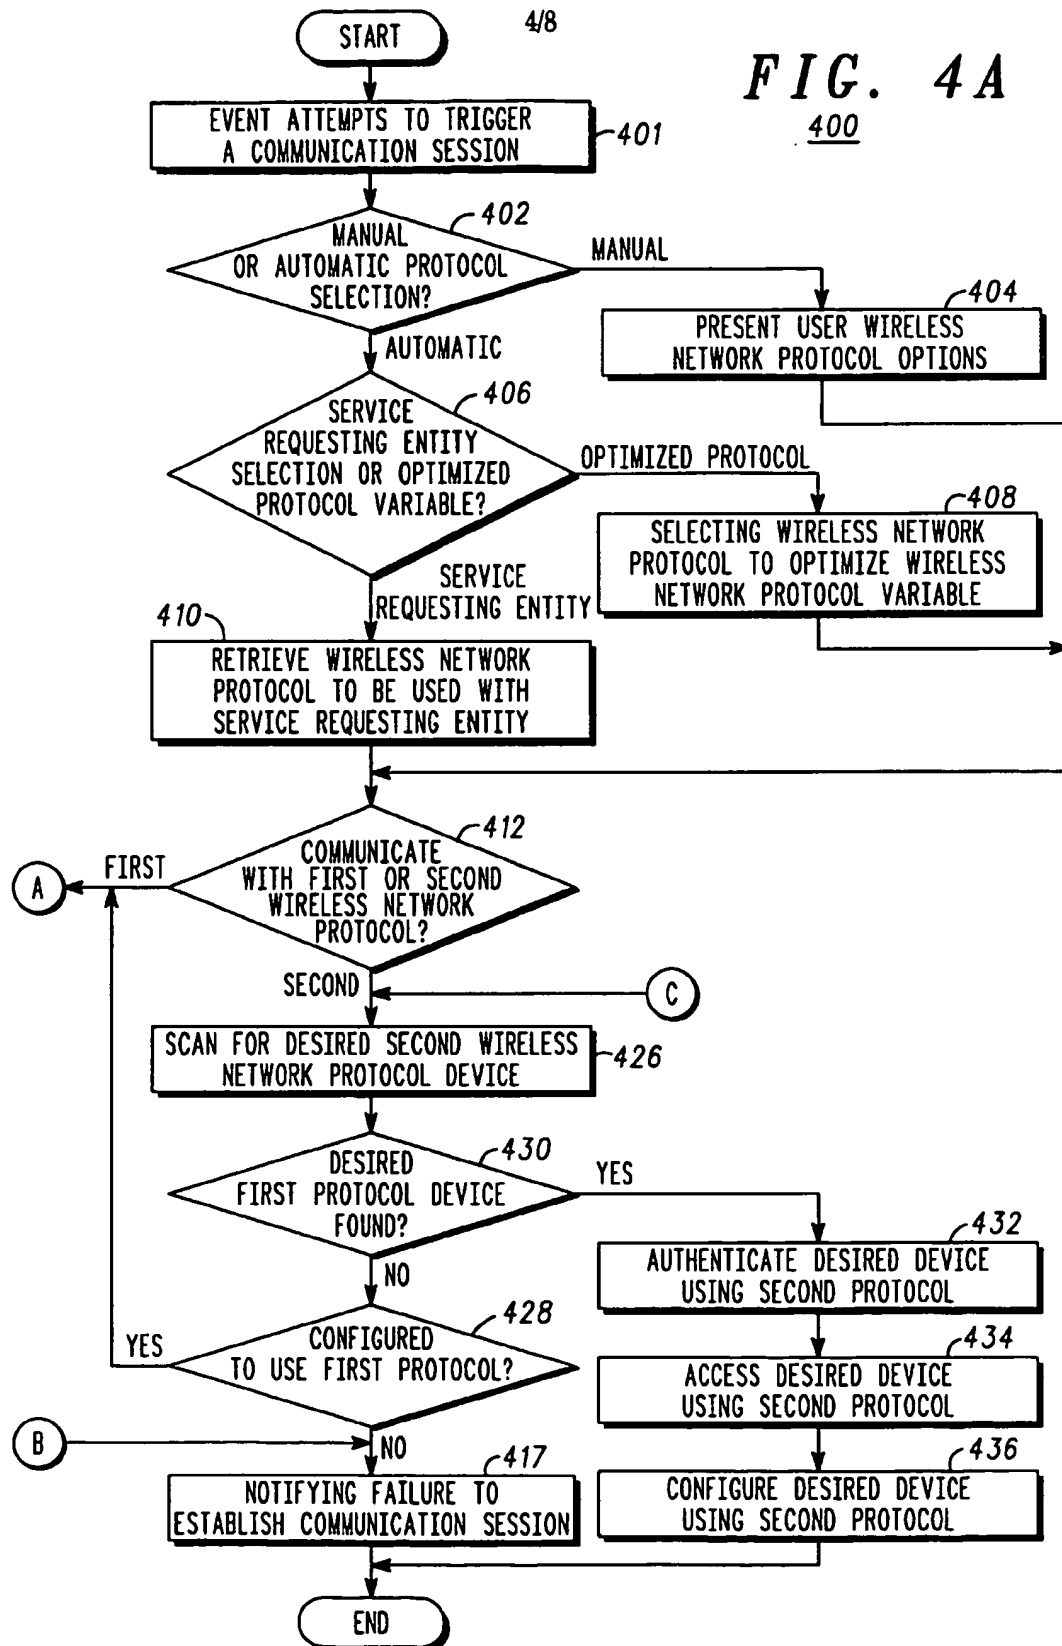 START
4/8
FIG. 4A
400
EVENT ATTEMPTS TO TRIGGER
A COMMUNICATION SESSION
401
402
MANUAL
OR AUTOMATIC PROTOCOL
SELECTION?
MANUAL
404
PRESENT USER WIRELESS
NETWORK PROTOCOL OPTIONS
AUTOMATIC
406
SERVICE
REQUESTING ENTITY
SELECTION OR OPTIMIZED
PROTOCOL VARIABLE?
OPTIMIZED PROTOCOL
408
SELECTING WIRELESS NETWORK
PROTOCOL TO OPTIMIZE WIRELESS
NETWORK PROTOCOL VARIABLE
SERVICE
REQUESTING ENTITY
410
RETRIEVE WIRELESS NETWORK
PROTOCOL TO BE USED WITH
SERVICE REQUESTING ENTITY
412
COMMUNICATE
WITH FIRST OR SECOND
WIRELESS NETWORK
PROTOCOL?
FIRST
A
SECOND
C
SCAN FOR DESIRED SECOND WIRELESS
NETWORK PROTOCOL DEVICE
426
430
DESIRED
FIRST PROTOCOL DEVICE
FOUND?
YES
432
AUTHENTICATE DESIRED DEVICE
USING SECOND PROTOCOL
NO
428
CONFIGURED
TO USE FIRST PROTOCOL?
YES
434
ACCESS DESIRED DEVICE
USING SECOND PROTOCOL
B
NO
417
NOTIFYING FAILURE TO
ESTABLISH COMMUNICATION SESSION
436
CONFIGURE DESIRED DEVICE
USING SECOND PROTOCOL
END